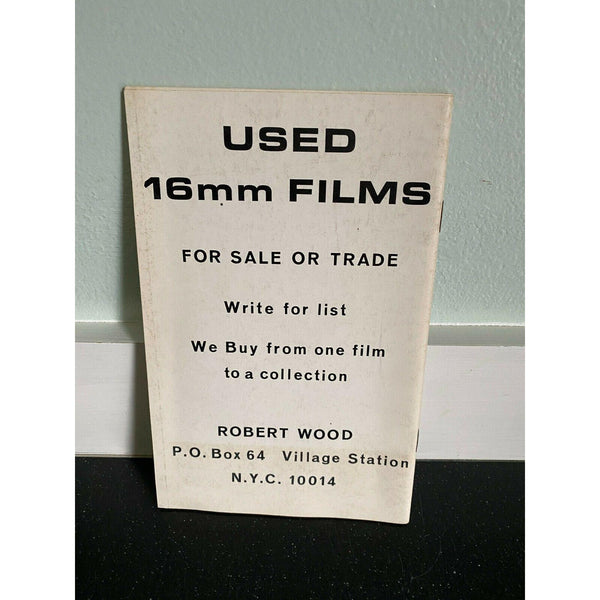 USED
16mm FILMS
FOR SALE OR TRADE
Write for list
We Buy from one film
to a collection
ROBERT WOOD
P.O. Box 64 Village Station
N.Y.C. 10014